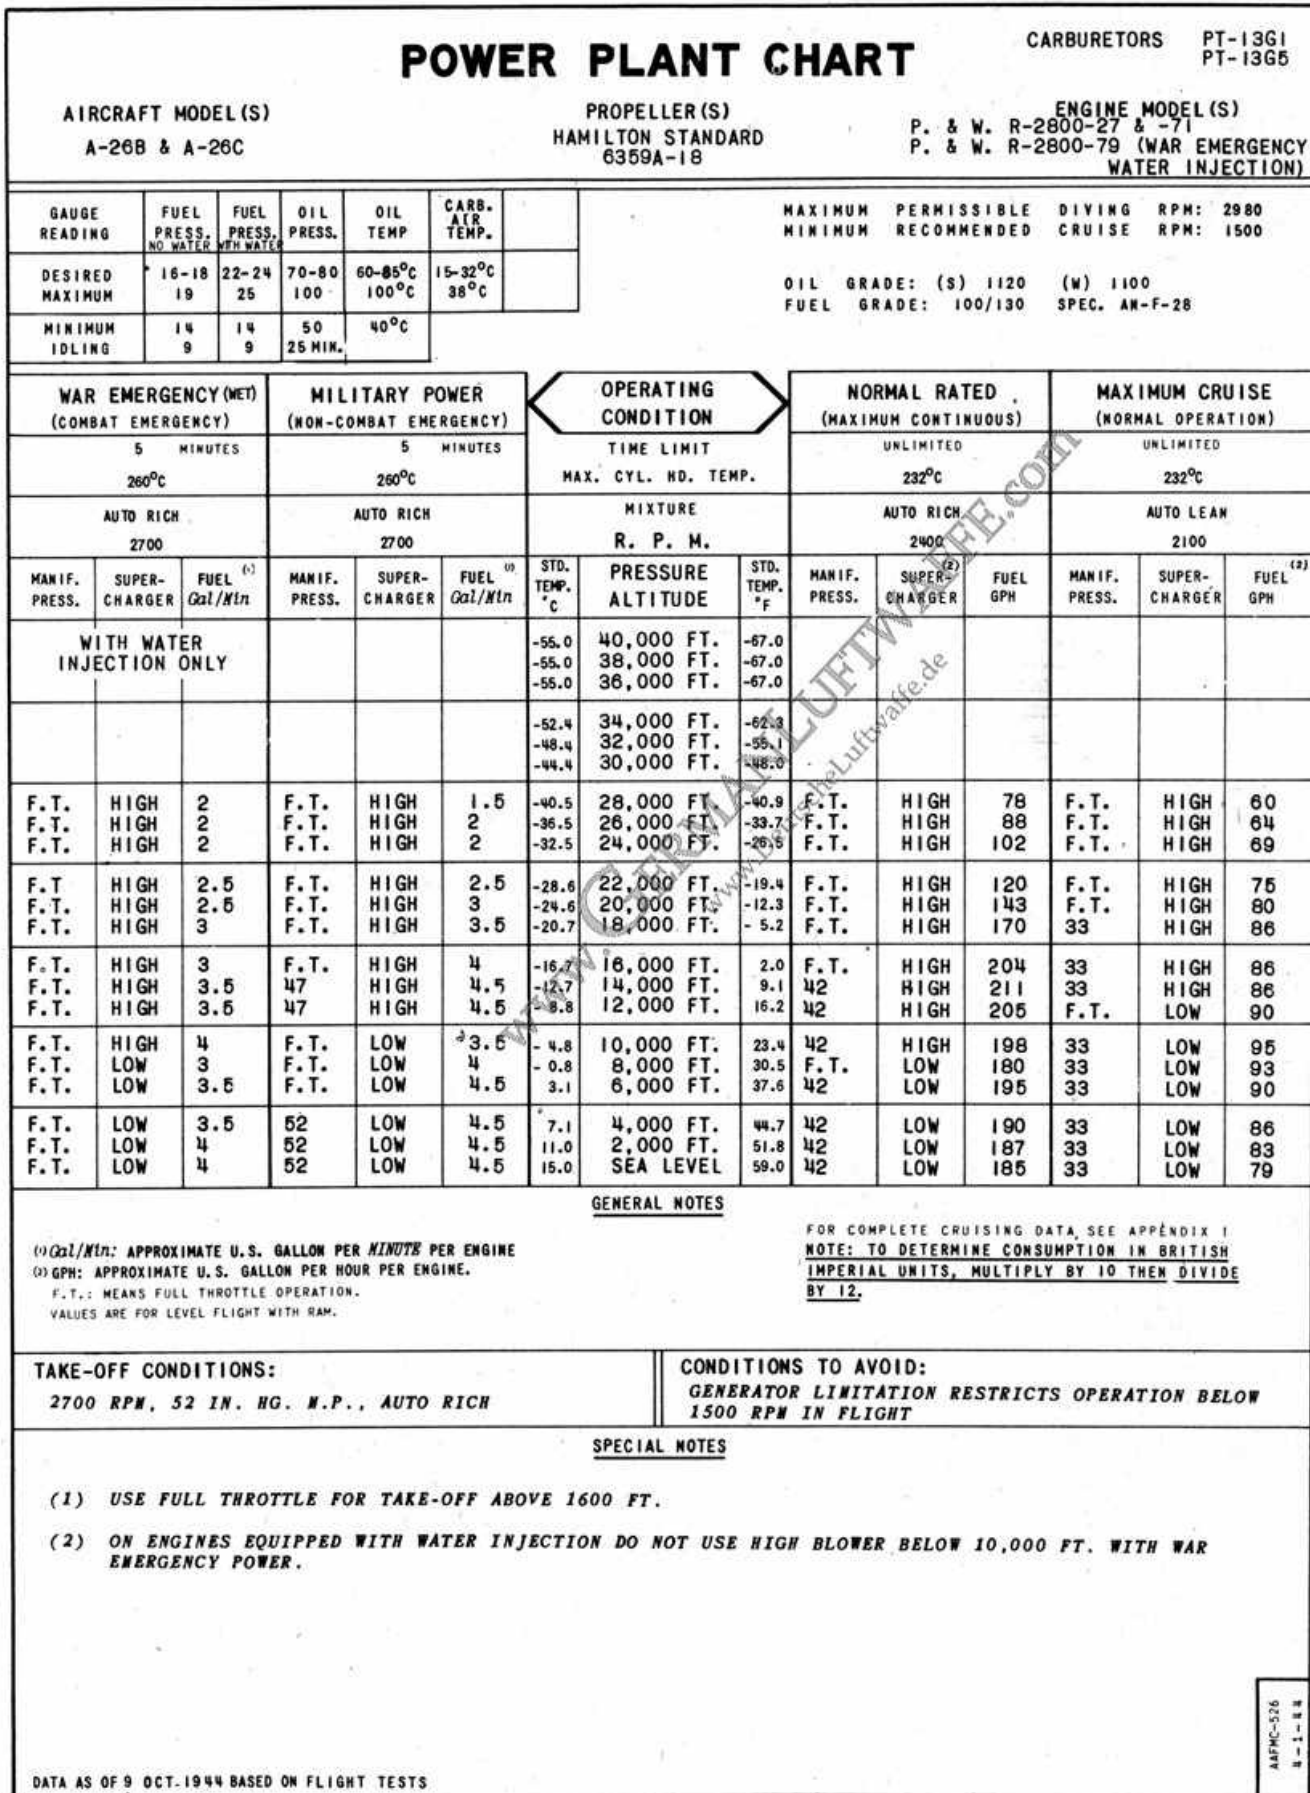 POWER PLANT CHART
CARBURETORS PT-13G1
PT-13G5
AIRCRAFT MODEL(S)
A-26B & A-26C
PROPELLER(S)
HAMILTON STANDARD
6359A-18
ENGINE MODEL(S)
P. & W. R-2800-27 & -71
P. & W. R-2800-79 (WAR EMERGENCY
WATER INJECTION)
GAUGE READING | FUEL PRESS. NO WATER | FUEL PRESS. WITH WATER | OIL PRESS. | OIL TEMP | CARB. AIR TEMP.
DESIRED 16-18 22-24 70-80 60-85°C 15-32°C
MAXIMUM 19 25 100 100°C 38°C
MINIMUM 14 14 50 40°C
IDLING 9 9 25 MIN.
MAXIMUM PERMISSIBLE DIVING RPM: 2980
MINIMUM RECOMMENDED CRUISE RPM: 1500
OIL GRADE: (S) 1120 (W) 1100
FUEL GRADE: 100/130 SPEC. AN-F-28
WAR EMERGENCY (WET) MILITARY POWER OPERATING NORMAL RATED MAXIMUM CRUISE
(COMBAT EMERGENCY) (NON-COMBAT EMERGENCY) CONDITION (MAXIMUM CONTINUOUS) (NORMAL OPERATION)
5 MINUTES 5 MINUTES TIME LIMIT UNLIMITED UNLIMITED
260°C 260°C MAX. CYL. HD. TEMP. 232°C 232°C
AUTO RICH AUTO RICH MIXTURE AUTO RICH AUTO LEAN
2700 2700 R. P. M. 2400 2100
MANIF. PRESS. | SUPER-CHARGER | FUEL (1) Gal/Min | MANIF. PRESS. | SUPER-CHARGER | FUEL (1) Gal/Min | STD. TEMP. °C | PRESSURE ALTITUDE | STD. TEMP. °F | MANIF. PRESS. | SUPER-CHARGER (2) | FUEL GPH | MANIF. PRESS. | SUPER-CHARGER | FUEL (2) GPH
WITH WATER -55.0 40,000 FT. -67.0
INJECTION ONLY -55.0 38,000 FT. -67.0
-55.0 36,000 FT. -67.0
-52.4 34,000 FT. -62.3
-48.4 32,000 FT. -55.1
-44.4 30,000 FT. -48.0
F.T. HIGH 2 F.T. HIGH 1.5 -40.5 28,000 FT. -40.9 F.T. HIGH 78 F.T. HIGH 60
F.T. HIGH 2 F.T. HIGH 2 -36.5 26,000 FT. -33.7 F.T. HIGH 88 F.T. HIGH 64
F.T. HIGH 2 F.T. HIGH 2 -32.5 24,000 FT. -26.5 F.T. HIGH 102 F.T. HIGH 69
F.T HIGH 2.5 F.T. HIGH 2.5 -28.6 22,000 FT. -19.4 F.T. HIGH 120 F.T. HIGH 75
F.T. HIGH 2.5 F.T. HIGH 3 -24.6 20,000 FT. -12.3 F.T. HIGH 143 F.T. HIGH 80
F.T. HIGH 3 F.T. HIGH 3.5 -20.7 18,000 FT. - 5.2 F.T. HIGH 170 33 HIGH 86
F.T. HIGH 3 F.T. HIGH 4 -16.7 16,000 FT. 2.0 F.T. HIGH 204 33 HIGH 86
F.T. HIGH 3.5 47 HIGH 4.5 -12.7 14,000 FT. 9.1 42 HIGH 211 33 HIGH 86
F.T. HIGH 3.5 47 HIGH 4.5 -8.8 12,000 FT. 16.2 42 HIGH 205 F.T. LOW 90
F.T. HIGH 4 F.T. LOW 3.5 - 4.8 10,000 FT. 23.4 42 HIGH 198 33 LOW 95
F.T. LOW 3 F.T. LOW 4 - 0.8 8,000 FT. 30.5 F.T. LOW 180 33 LOW 93
F.T. LOW 3.5 F.T. LOW 4.5 3.1 6,000 FT. 37.6 42 LOW 195 33 LOW 90
F.T. LOW 3.5 52 LOW 4.5 7.1 4,000 FT. 44.7 42 LOW 190 33 LOW 86
F.T. LOW 4 52 LOW 4.5 11.0 2,000 FT. 51.8 42 LOW 187 33 LOW 83
F.T. LOW 4 52 LOW 4.5 15.0 SEA LEVEL 59.0 42 LOW 185 33 LOW 79
www.GERMANLUFTWAFFE.com
www.DeutscheLuftwaffe.de
GENERAL NOTES
(1) Gal/Min: APPROXIMATE U.S. GALLON PER MINUTE PER ENGINE
(2) GPH: APPROXIMATE U.S. GALLON PER HOUR PER ENGINE.
F.T.: MEANS FULL THROTTLE OPERATION.
VALUES ARE FOR LEVEL FLIGHT WITH RAM.
FOR COMPLETE CRUISING DATA SEE APPENDIX 1
NOTE: TO DETERMINE CONSUMPTION IN BRITISH
IMPERIAL UNITS, MULTIPLY BY 10 THEN DIVIDE
BY 12.
TAKE-OFF CONDITIONS:
2700 RPM, 52 IN. HG. M.P., AUTO RICH
CONDITIONS TO AVOID:
GENERATOR LIMITATION RESTRICTS OPERATION BELOW
1500 RPM IN FLIGHT
SPECIAL NOTES
(1) USE FULL THROTTLE FOR TAKE-OFF ABOVE 1600 FT.
(2) ON ENGINES EQUIPPED WITH WATER INJECTION DO NOT USE HIGH BLOWER BELOW 10,000 FT. WITH WAR
EMERGENCY POWER.
DATA AS OF 9 OCT. 1944 BASED ON FLIGHT TESTS
AAFMC-526
4-1-44